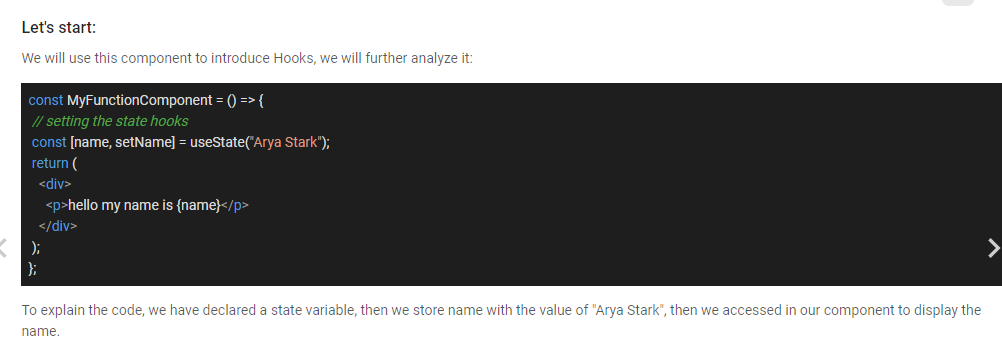 Let's start:
We will use this component to introduce Hooks, we will further analyze it:
const MyFunctionComponent = () => {
// setting the state hooks
const [name, setName] = useState("Arya Stark");
return (
<div>
<p>hello my name is {name}</p>
</div>
);
};
To explain the code, we have declared a state variable, then we store name with the value of "Arya Stark", then we accessed in our component to display the
name.